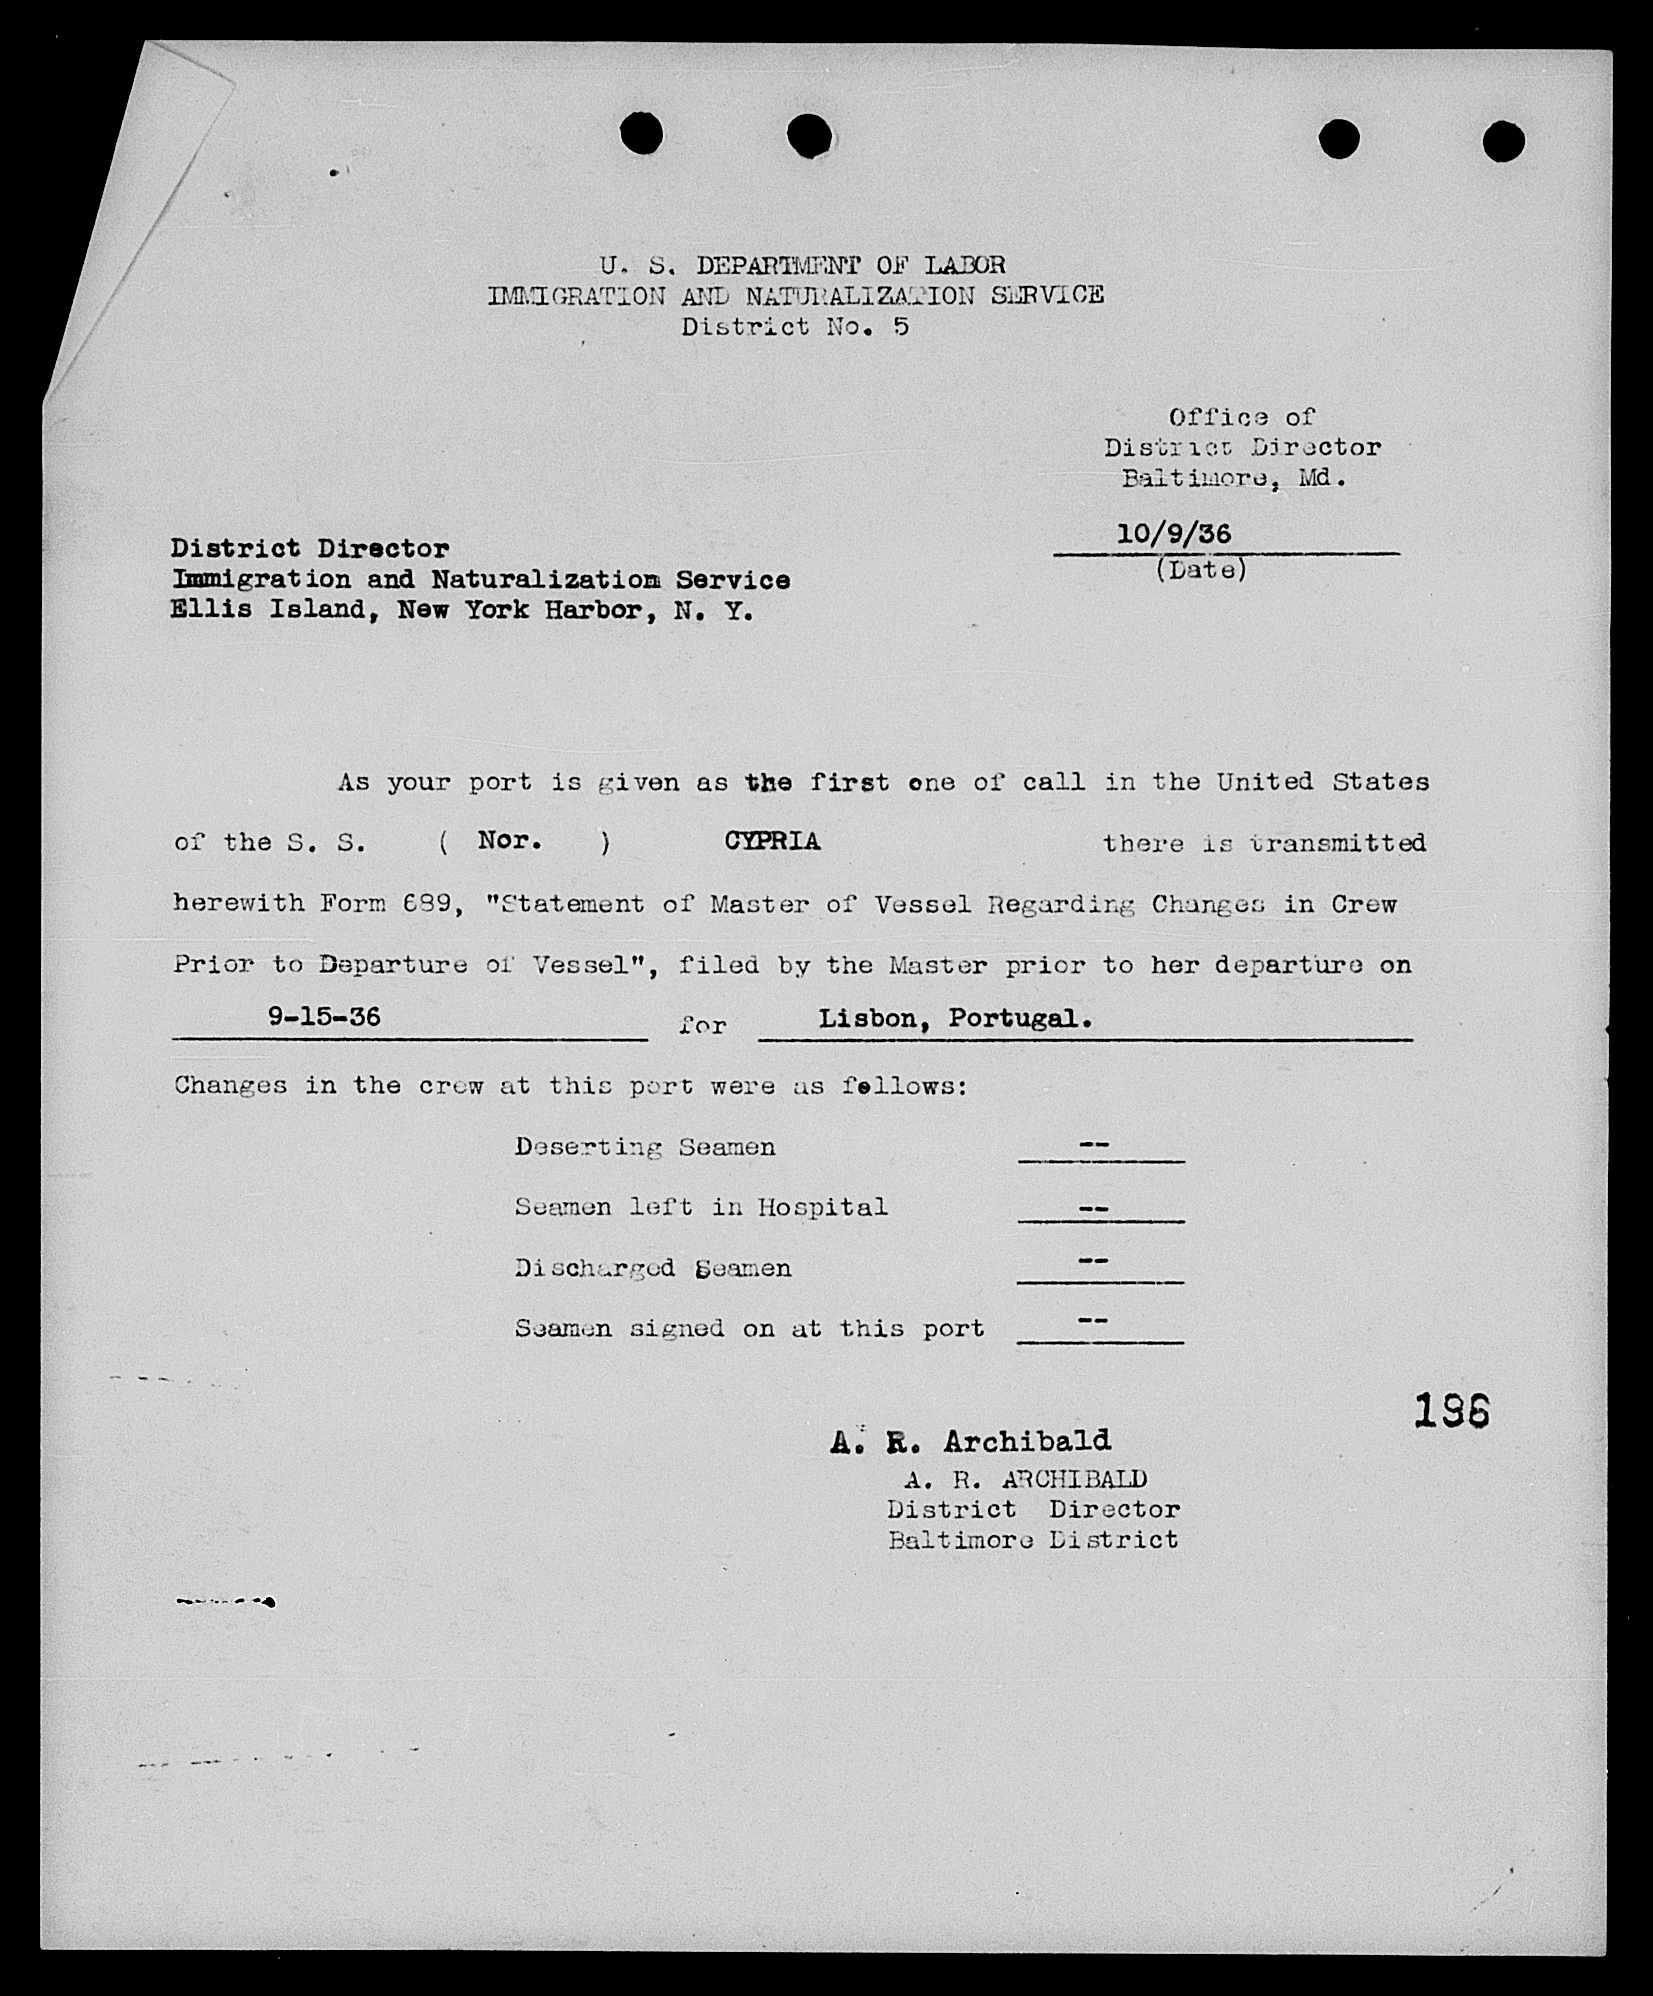 U. S. DEPARTMENT OF LABOR
IMMIGRATION AND NATURALIZATION SERVICE
District No. 5
Office of
District Director
Baltimore, Md.
10/9/36
(Date)
District Director
Immigration and Naturalization Service
Ellis Island, New York Harbor, N. Y.
As your port is given as the first one of call in the United States
of the S. S. ( Nor. ) CYPRIA there is transmitted
herewith Form 689, "Statement of Master of Vessel Regarding Changes in Crew
Prior to Departure of Vessel", filed by the Master prior to her departure on
9-15-36 for Lisbon, Portugal.
Changes in the crew at this port were as follows:
Deserting Seamen --
Seamen left in Hospital --
Discharged Seamen --
Seamen signed on at this port --
196
A. R. Archibald
A. R. ARCHIBALD
District Director
Baltimore District